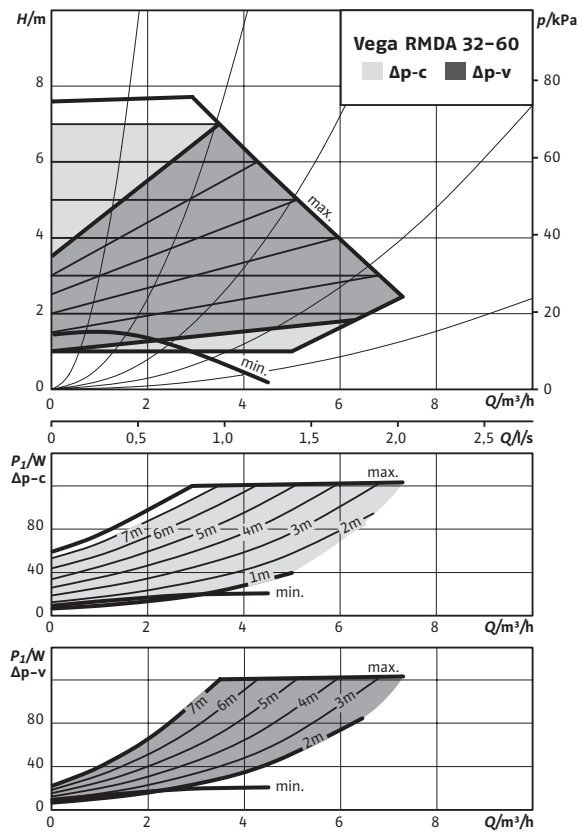 H/m
p/kPa
Vega RMDA 32–60
Δp-c Δp-v
8
6
4
2
0
80
60
40
20
0
max.
min.
0 2 4 6 8 Q/m³/h
0 0,5 1,0 1,5 2,0 2,5 Q/l/s
P₁/W
Δp-c
80
40
0
max.
7m 6m 5m 4m 3m 2m
1m
min.
0 2 4 6 8 Q/m³/h
P₁/W
Δp-v
80
40
0
max.
7m 6m 5m 4m 3m
2m
min.
0 2 4 6 8 Q/m³/h